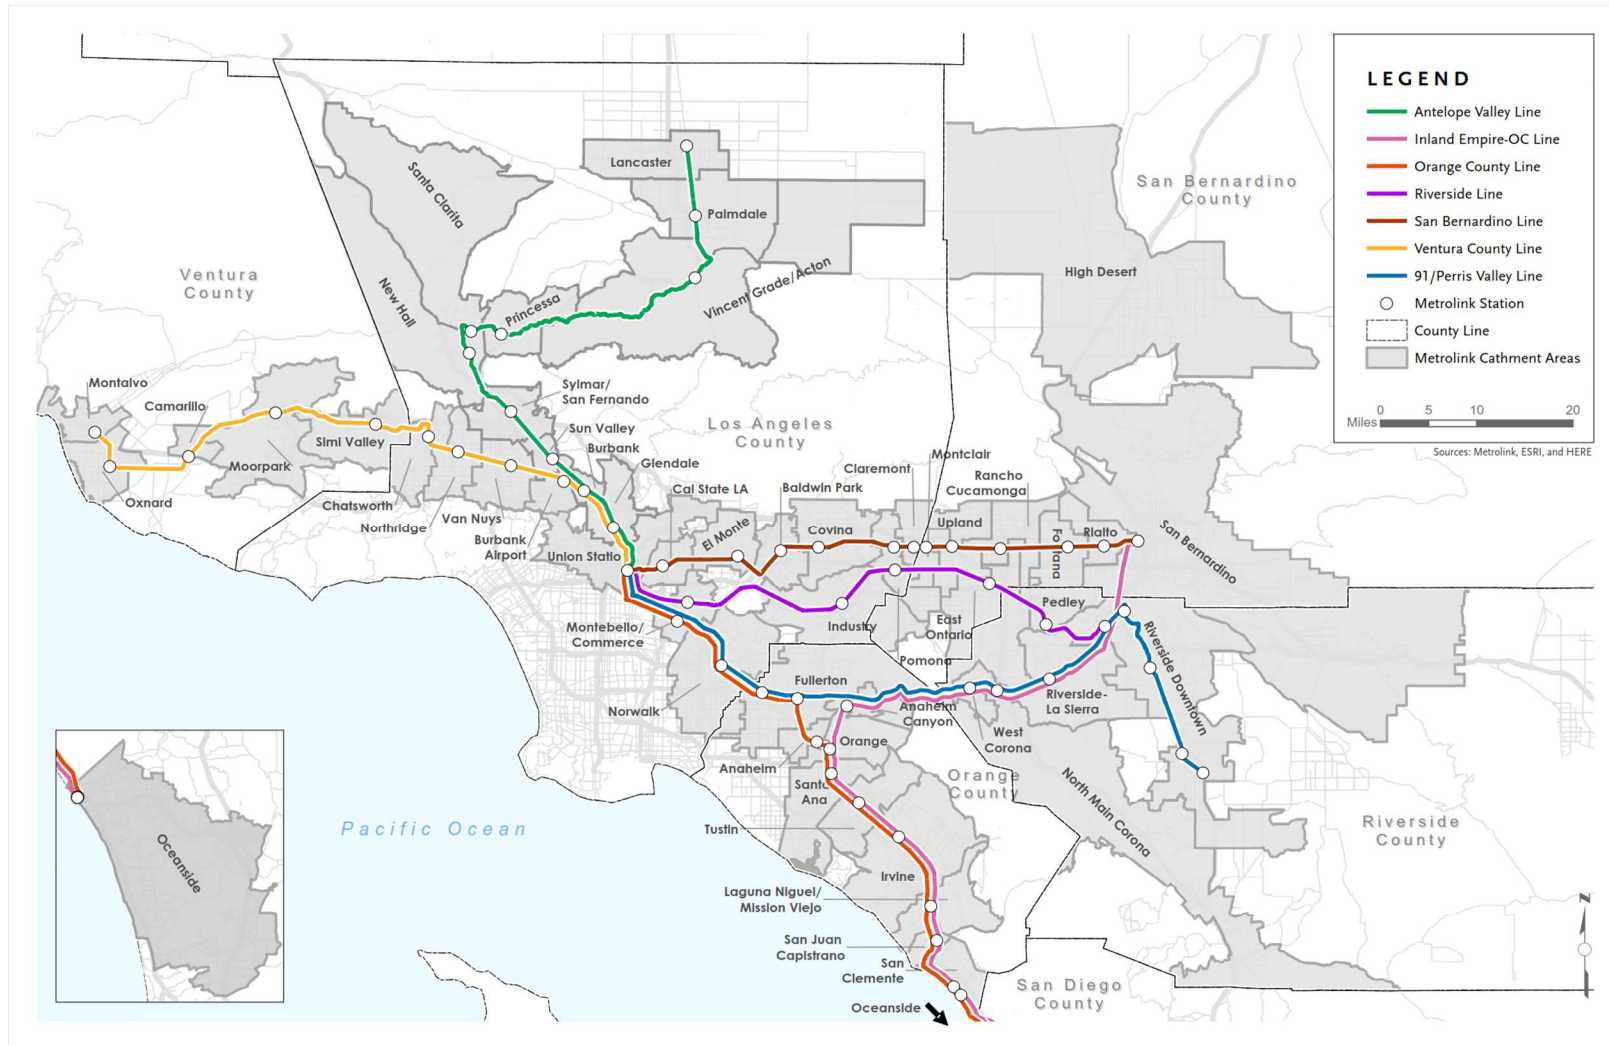 LEGEND
Antelope Valley Line
Inland Empire-OC Line
Orange County Line
Riverside Line
San Bernardino Line
Ventura County Line
91/Perris Valley Line
Metrolink Station
County Line
Metrolink Cathment Areas
0 5 10 20
Miles
Sources: Metrolink, ESRI, and HERE
Lancaster
Santa Clarita
Palmdale
San Bernardino
County
High Desert
Vincent Grade/Acton
Ventura
County
New Hall
Princessa
Montalvo
Camarillo
Sylmar/
San Fernando
Sun Valley
Burbank
Los Angeles
County
Simi Valley
Moorpark
Glendale
Claremont
Montclair
Rancho
Cucamonga
Cal State LA
Baldwin Park
Oxnard
Chatsworth
Northridge
Van Nuys
Burbank
Airport
Union Statio
El Monte
Covina
Upland
Fontana
Rialto
San Bernardino
Pedley
Montebello/
Commerce
Industry
East
Ontario
Pomona
Riverside Downtown
Fullerton
Norwalk
Anaheim
Canyon
Riverside-
La Sierra
West
Corona
Orange
Anaheim
Orange
County
Santa
Ana
North Main Corona
Tustin
Riverside
County
Pacific Ocean
Oceanside
Irvine
Laguna Niguel/
Mission Viejo
San Juan
Capistrano
San
Clemente
San Diego
County
Oceanside
Z